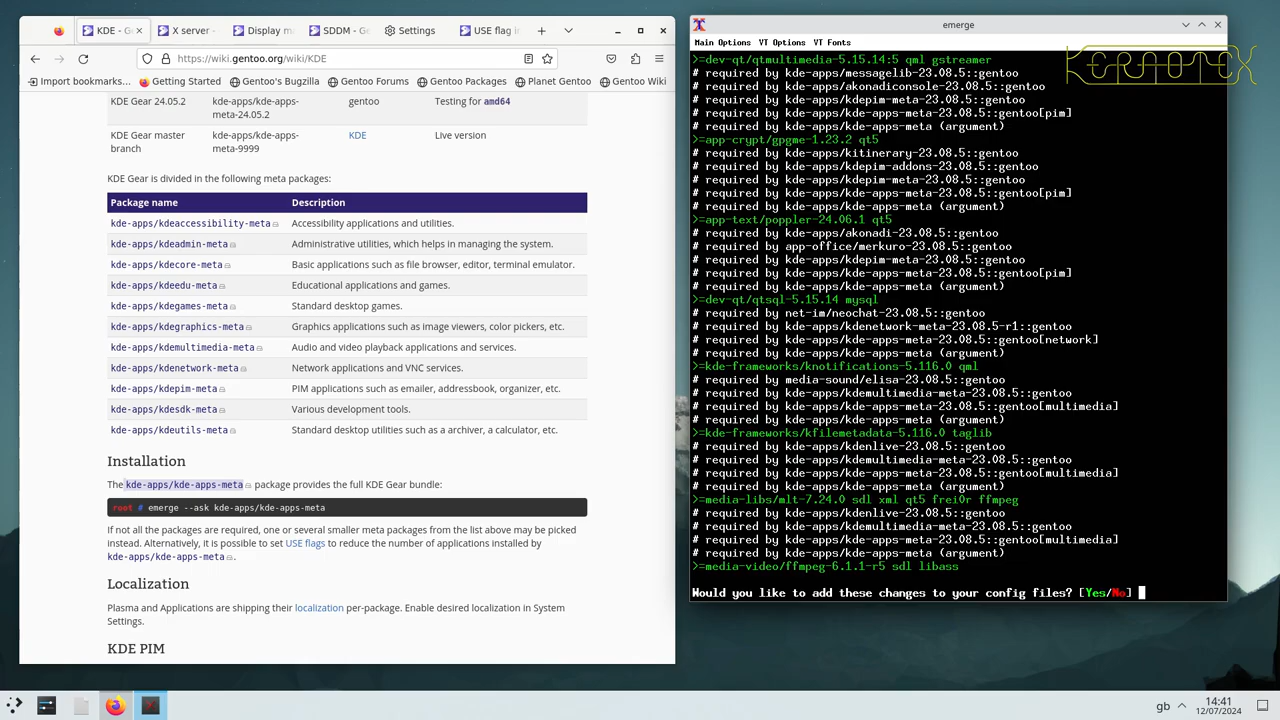 KDE - Ge
X server -
Display m
SDDM - Ge
Settings
USE flag i
https://wiki.gentoo.org/wiki/KDE
Import bookmarks...
Getting Started
Gentoo's Bugzilla
Gentoo Forums
Gentoo Packages
Planet Gentoo
Gentoo Wiki
KDE Gear 24.05.2 kde-apps/kde-apps-meta-24.05.2 gentoo Testing for amd64
KDE Gear master branch kde-apps/kde-apps-meta-9999 KDE Live version
KDE Gear is divided in the following meta packages:
Package name Description
kde-apps/kdeaccessibility-meta Accessibility applications and utilities.
kde-apps/kdeadmin-meta Administrative utilities, which helps in managing the system.
kde-apps/kdecore-meta Basic applications such as file browser, editor, terminal emulator.
kde-apps/kdeedu-meta Educational applications and games.
kde-apps/kdegames-meta Standard desktop games.
kde-apps/kdegraphics-meta Graphics applications such as image viewers, color pickers, etc.
kde-apps/kdemultimedia-meta Audio and video playback applications and services.
kde-apps/kdenetwork-meta Network applications and VNC services.
kde-apps/kdepim-meta PIM applications such as emailer, addressbook, organizer, etc.
kde-apps/kdesdk-meta Various development tools.
kde-apps/kdeutils-meta Standard desktop utilities such as a archiver, a calculator, etc.
Installation
The kde-apps/kde-apps-meta package provides the full KDE Gear bundle:
root # emerge --ask kde-apps/kde-apps-meta
If not all the packages are required, one or several smaller meta packages from the list above may be picked
instead. Alternatively, it is possible to set USE flags to reduce the number of applications installed by
kde-apps/kde-apps-meta.
Localization
Plasma and Applications are shipping their localization per-package. Enable desired localization in System
Settings.
KDE PIM
emerge
Main Options VT Options VT Fonts
>=dev-qt/qtmultimedia-5.15.14:5 qml gstreamer
# required by kde-apps/messagelib-23.08.5::gentoo
# required by kde-apps/akonadiconsole-23.08.5::gentoo
# required by kde-apps/kdepim-meta-23.08.5::gentoo
# required by kde-apps/kde-apps-meta-23.08.5::gentoo[pim]
# required by kde-apps/kde-apps-meta (argument)
>=app-crypt/gpgme-1.23.2 qt5
# required by kde-apps/kitinerary-23.08.5::gentoo
# required by kde-apps/kdepim-addons-23.08.5::gentoo
# required by kde-apps/kdepim-meta-23.08.5::gentoo
# required by kde-apps/kde-apps-meta-23.08.5::gentoo[pim]
# required by kde-apps/kde-apps-meta (argument)
>=app-text/poppler-24.06.1 qt5
# required by kde-apps/akonadi-23.08.5::gentoo
# required by app-office/merkuro-23.08.5::gentoo
# required by kde-apps/kdepim-meta-23.08.5::gentoo
# required by kde-apps/kde-apps-meta-23.08.5::gentoo[pim]
# required by kde-apps/kde-apps-meta (argument)
>=dev-qt/qtsql-5.15.14 mysql
# required by net-im/neochat-23.08.5::gentoo
# required by kde-apps/kdenetwork-meta-23.08.5-r1::gentoo
# required by kde-apps/kde-apps-meta-23.08.5::gentoo[network]
# required by kde-apps/kde-apps-meta (argument)
>=kde-frameworks/knotifications-5.116.0 qml
# required by media-sound/elisa-23.08.5::gentoo
# required by kde-apps/kdemultimedia-meta-23.08.5::gentoo
# required by kde-apps/kde-apps-meta-23.08.5::gentoo[multimedia]
# required by kde-apps/kde-apps-meta (argument)
>=kde-frameworks/kfilemetadata-5.116.0 taglib
# required by kde-apps/kdenlive-23.08.5::gentoo
# required by kde-apps/kdemultimedia-meta-23.08.5::gentoo
# required by kde-apps/kde-apps-meta-23.08.5::gentoo[multimedia]
# required by kde-apps/kde-apps-meta (argument)
>=media-libs/mlt-7.24.0 sdl xml qt5 frei0r ffmpeg
# required by kde-apps/kdenlive-23.08.5::gentoo
# required by kde-apps/kdemultimedia-meta-23.08.5::gentoo
# required by kde-apps/kde-apps-meta-23.08.5::gentoo[multimedia]
# required by kde-apps/kde-apps-meta (argument)
>=media-video/ffmpeg-6.1.1-r5 sdl libass
Would you like to add these changes to your config files? [Yes/No]
gb
14:41
12/07/2024